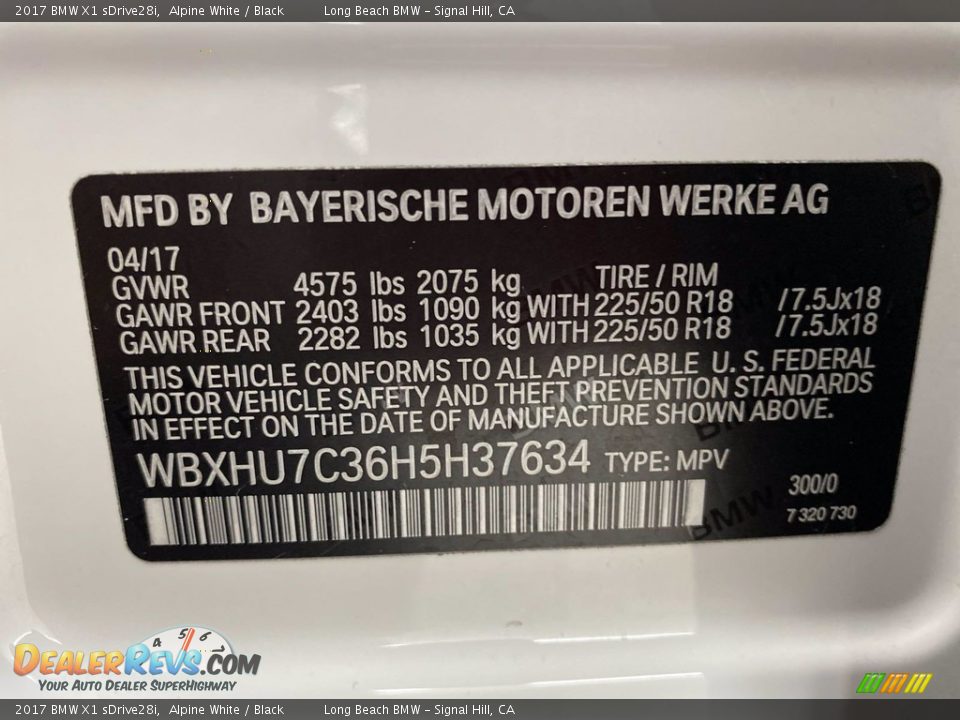 2017 BMW X1 sDrive28i, Alpine White / Black Long Beach BMW - Signal Hill, CA
MFD BY BAYERISCHE MOTOREN WERKE AG
04/17
GVWR 4575 lbs 2075 kg TIRE / RIM
GAWR FRONT 2403 lbs 1090 kg WITH 225/50 R18 /7.5Jx18
GAWR REAR 2282 lbs 1035 kg WITH 225/50 R18 /7.5Jx18
THIS VEHICLE CONFORMS TO ALL APPLICABLE U. S. FEDERAL
MOTOR VEHICLE SAFETY AND THEFT PREVENTION STANDARDS
IN EFFECT ON THE DATE OF MANUFACTURE SHOWN ABOVE.
WBXHU7C36H5H37634 TYPE: MPV
300/0
7 320 730
BMW
4 5 6
DEALERREVS.COM
YOUR AUTO DEALER SUPERHIGHWAY
2017 BMW X1 sDrive28i, Alpine White / Black Long Beach BMW - Signal Hill, CA